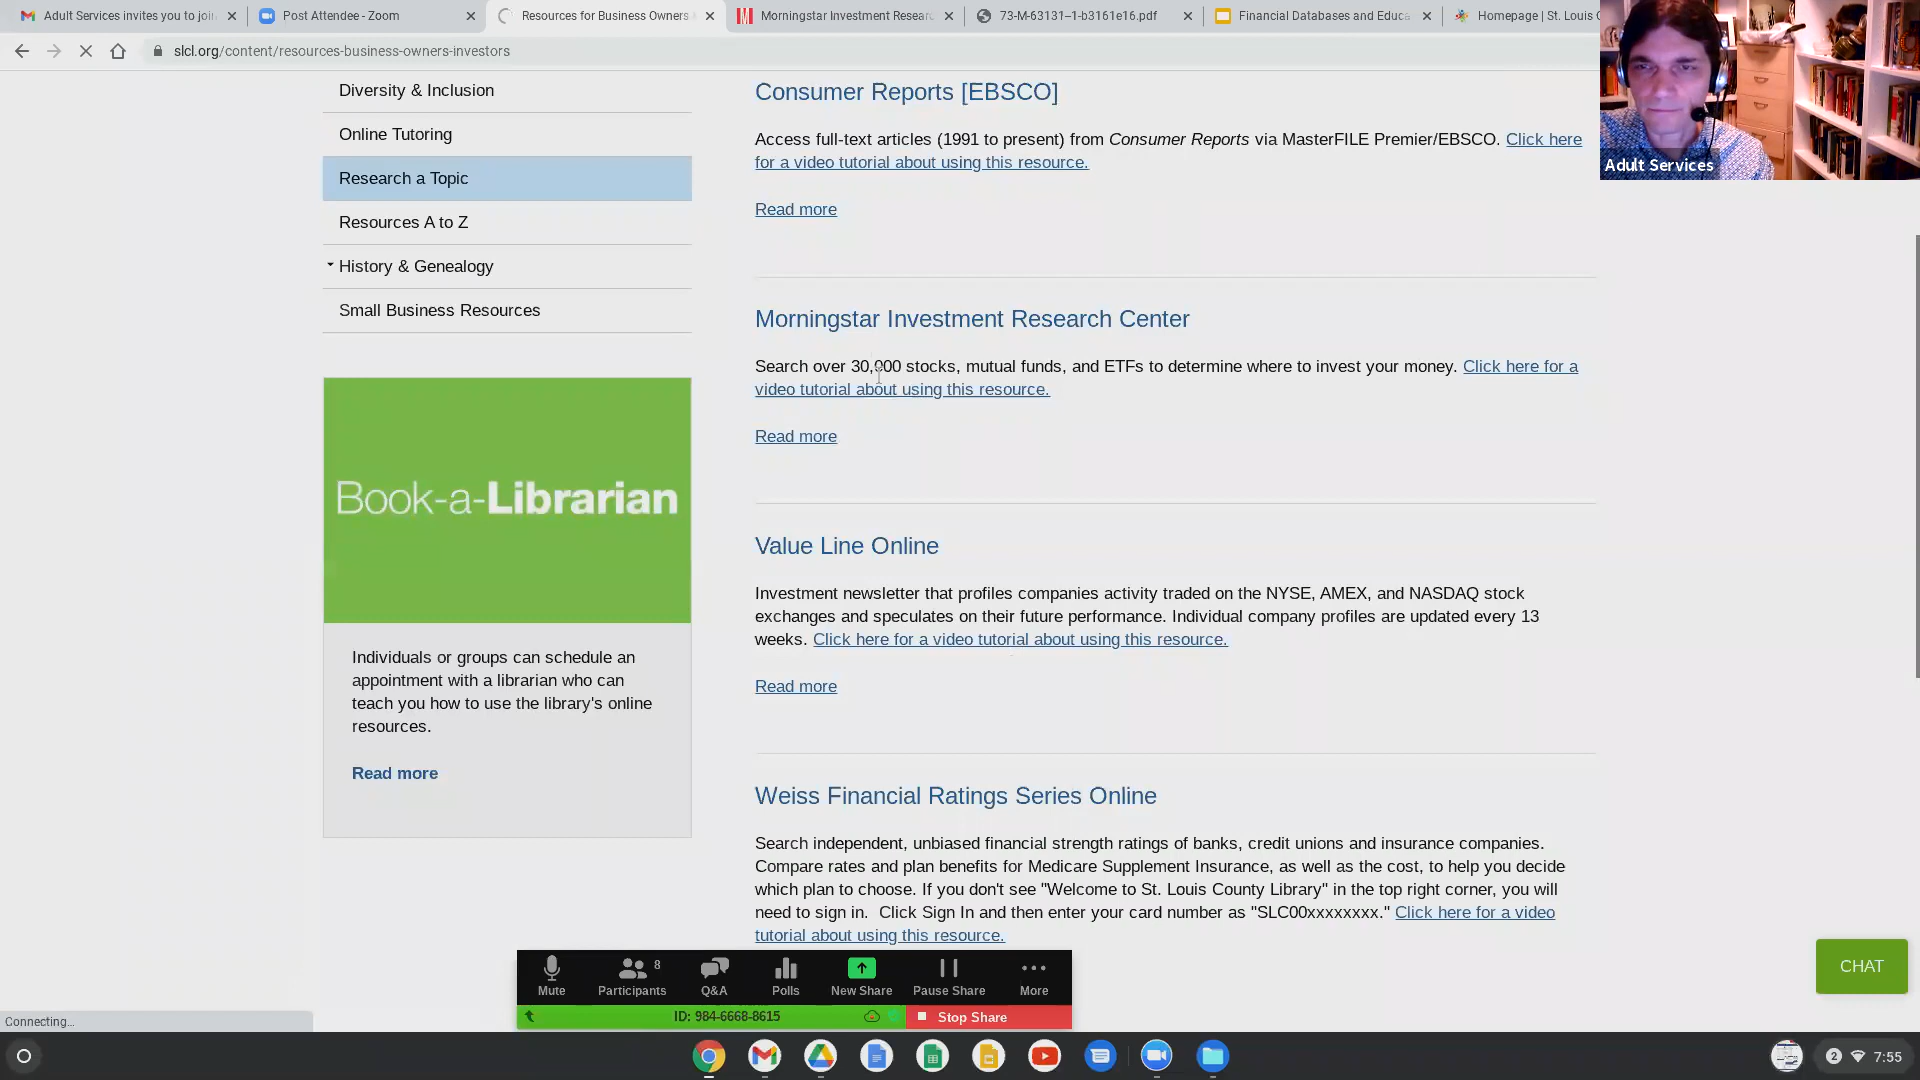 Adult Services invites you to joi
Post Attendee - Zoom
Resources for Business Owners
Morningstar Investment Resear
73-M-63131--1-b3161e16.pdf
Financial Databases and Educa
Homepage | St. Louis
slcl.org/content/resources-business-owners-investors
Diversity & Inclusion
Online Tutoring
Research a Topic
Resources A to Z
History & Genealogy
Small Business Resources
Book-a-Librarian
Individuals or groups can schedule an
appointment with a librarian who can
teach you how to use the library's online
resources.
Read more
Consumer Reports [EBSCO]
Access full-text articles (1991 to present) from Consumer Reports via MasterFILE Premier/EBSCO. Click here
for a video tutorial about using this resource.
Read more
Morningstar Investment Research Center
Search over 30,000 stocks, mutual funds, and ETFs to determine where to invest your money. Click here for a
video tutorial about using this resource.
Read more
Value Line Online
Investment newsletter that profiles companies activity traded on the NYSE, AMEX, and NASDAQ stock
exchanges and speculates on their future performance. Individual company profiles are updated every 13
weeks. Click here for a video tutorial about using this resource.
Read more
Weiss Financial Ratings Series Online
Search independent, unbiased financial strength ratings of banks, credit unions and insurance companies.
Compare rates and plan benefits for Medicare Supplement Insurance, as well as the cost, to help you decide
which plan to choose. If you don't see "Welcome to St. Louis County Library" in the top right corner, you will
need to sign in. Click Sign In and then enter your card number as "SLC00xxxxxxxx." Click here for a video
tutorial about using this resource.
Adult Services
CHAT
Mute
Participants
8
Q&A
Polls
New Share
Pause Share
More
ID: 984-6668-8615
Stop Share
Connecting...
2
7:55